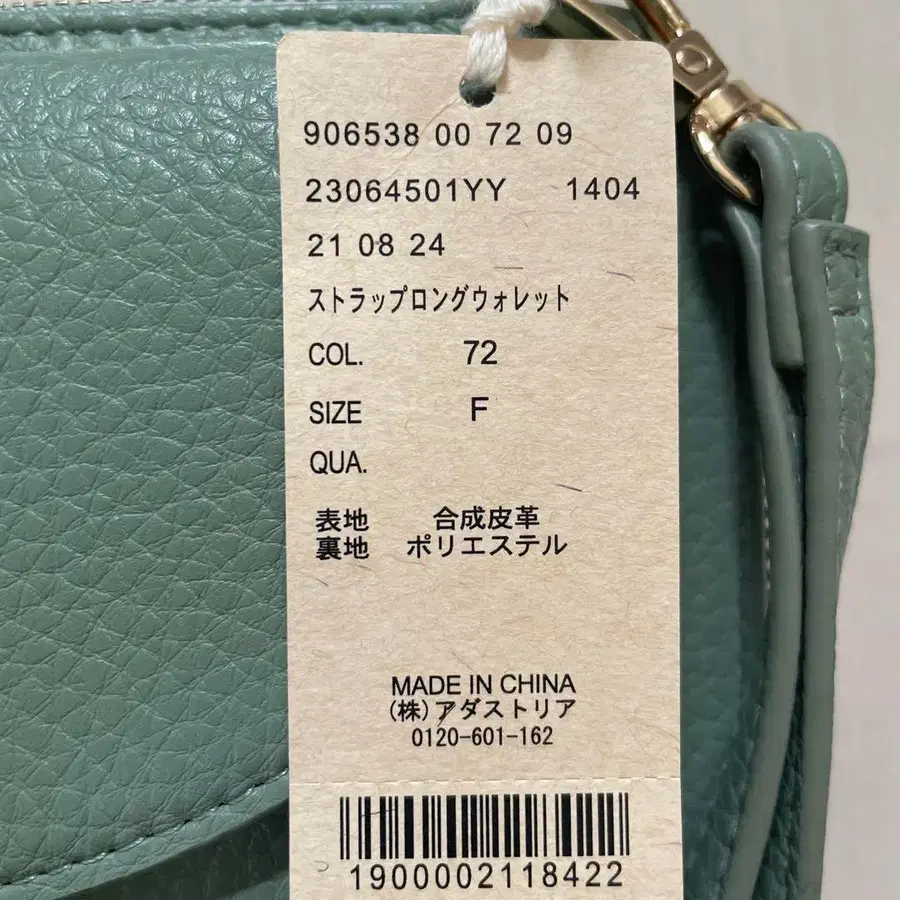 906538 00 72 09
23064501YY 1404
21 08 24
ストラップロングウォレット
COL. 72
SIZE F
QUA.
表地 合成皮革
裏地 ポリエステル
MADE IN CHINA
(株)アダストリア
0120-601-162
1900002118422